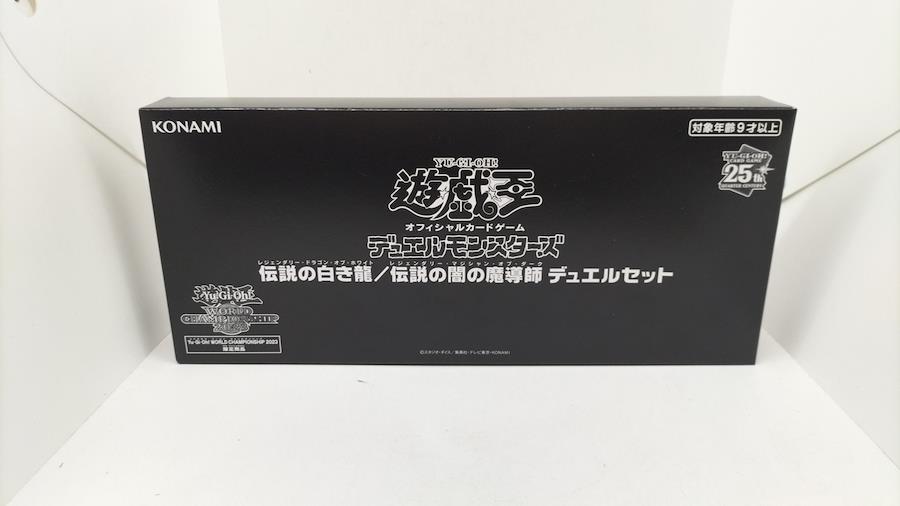 KONAMI
対象年齢9才以上
YU-GI-OH!
遊戯王
オフィシャルカードゲーム
デュエルモンスターズ
YU-GI-OH!
CARD GAME
25th
QUARTER CENTURY
レジェンダリー・ドラゴン・オブ・ホワイト レジェンダリー・マジシャン・オブ・ダーク
伝説の白き龍/伝説の闇の魔導師 デュエルセット
Yu-Gi-Oh!
WORLD
CHAMPIONSHIP
2023
Yu-Gi-Oh! WORLD CHAMPIONSHIP 2023
限定商品
©スタジオ・ダイス/集英社・テレビ東京・KONAMI